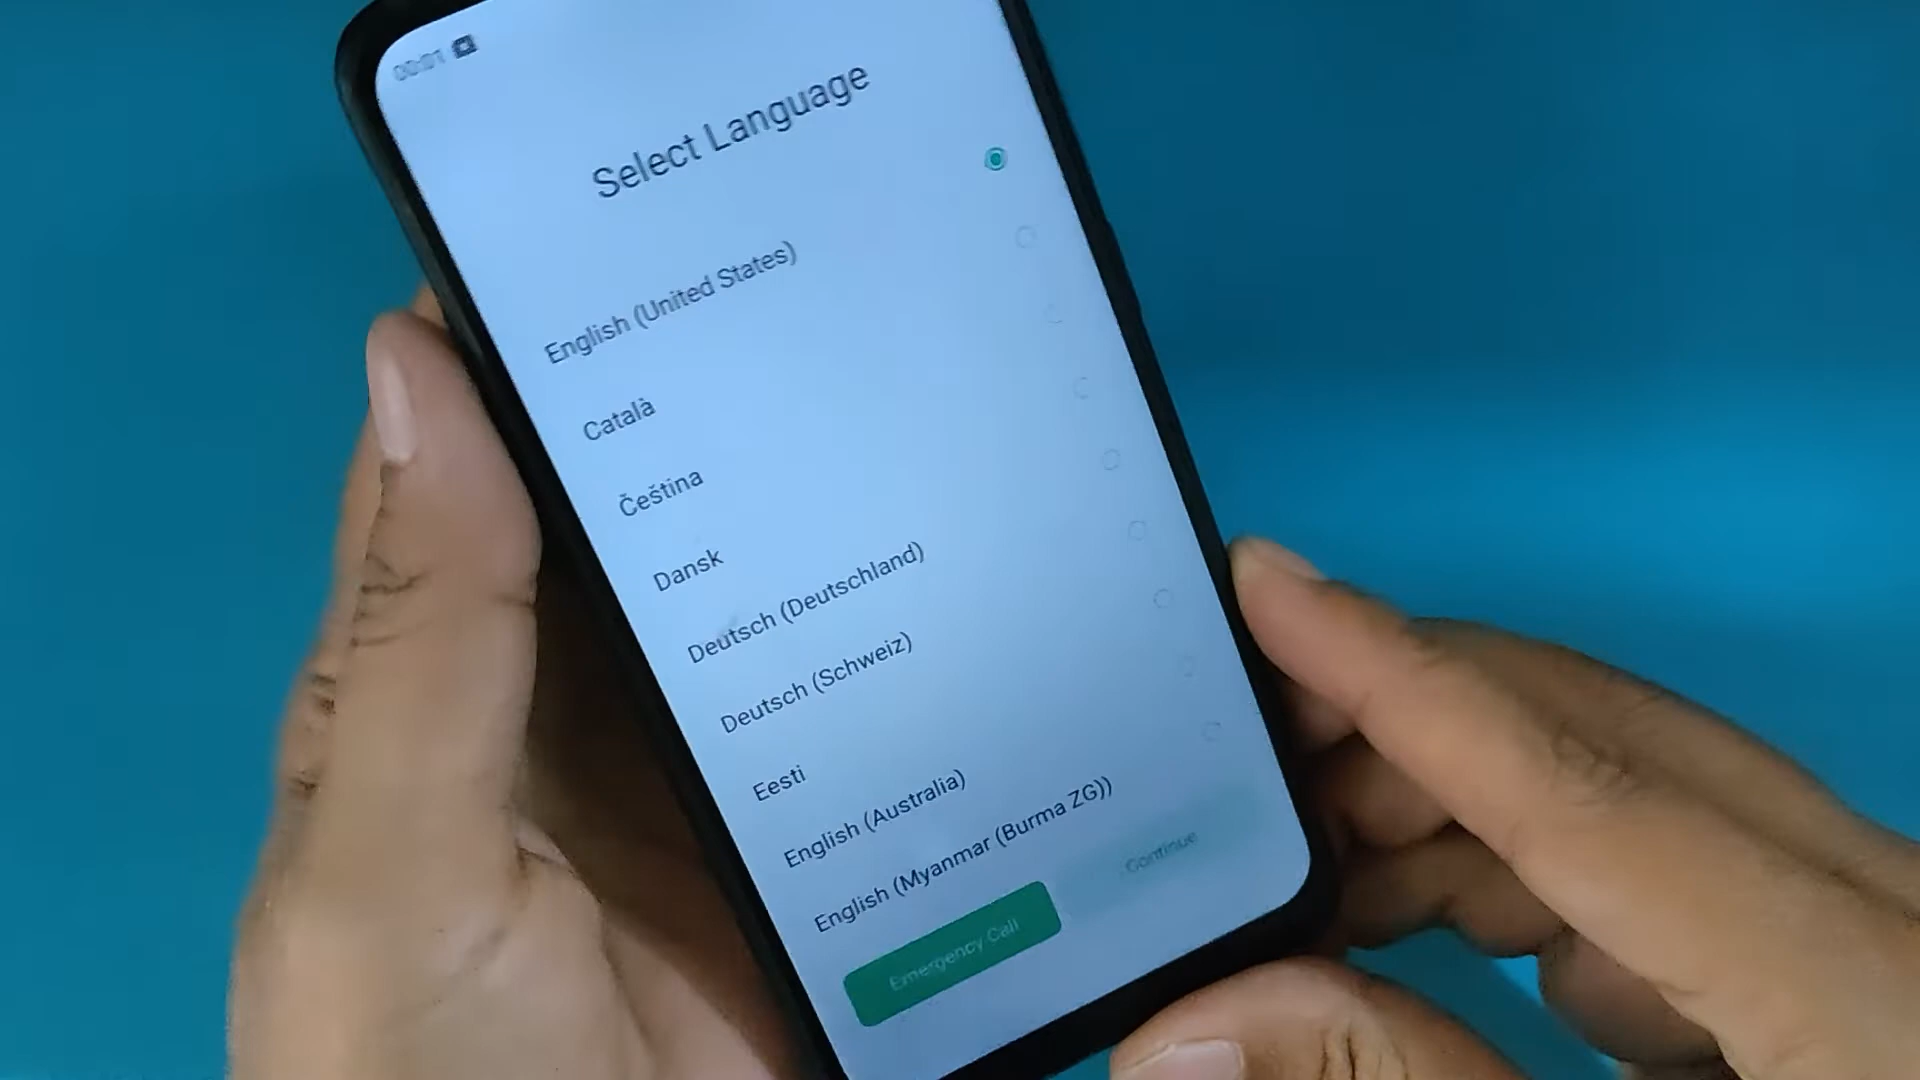 00:01
Select Language
English (United States)
Català
Čeština
Dansk
Deutsch (Deutschland)
Deutsch (Schweiz)
Eesti
English (Australia)
English (Myanmar (Burma ZG))
Emergency Call
Continue